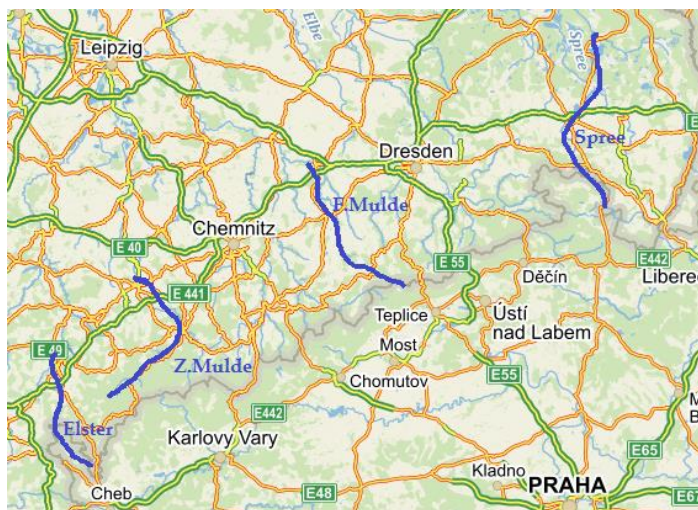 Elbe
Leipzig
Spree
E
Spree
Dresden
F.Mulde
Chemnitz
E 40
E 55
E442
Děčín
Liberec
E 441
Teplice
Ústí
nad Labem
Most
E 49
Z.Mulde
Chomutov
E55
E442
Elster
Karlovy Vary
E65
Kladno
Cheb
E48
PRAHA
E67